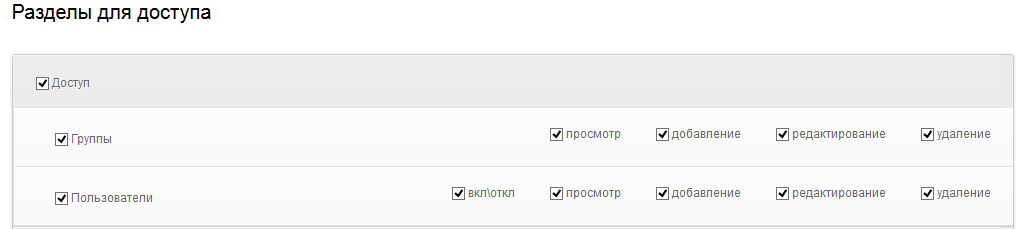 Разделы для доступа
Доступ
Группы просмотр добавление редактирование удаление
Пользователи вкл\откл просмотр добавление редактирование удаление